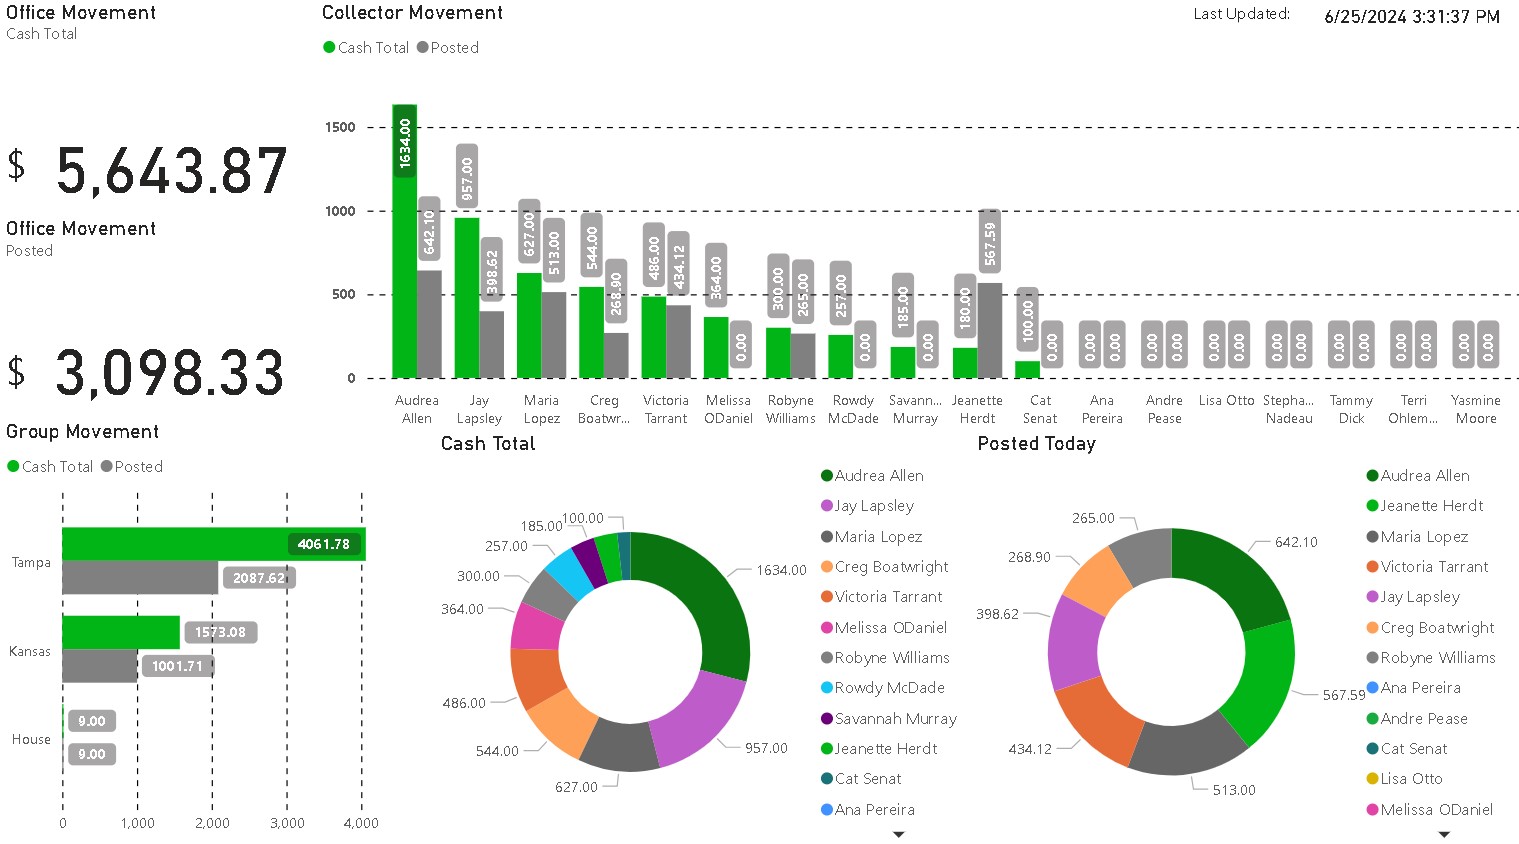 Office Movement
Cash Total
$ 5,643.87
Office Movement
Posted
$ 3,098.33
Collector Movement
Cash Total Posted
Last Updated: 6/25/2024 3:31:37 PM
1500
1000
500
0
1634.00 642.10
957.00 398.62
627.00 513.00
544.00 268.90
486.00 434.12
364.00 0.00
300.00 265.00
257.00 0.00
185.00 0.00
180.00 567.59
100.00 0.00
0.00 0.00
0.00 0.00
0.00 0.00
0.00 0.00
0.00 0.00
0.00 0.00
0.00 0.00
Audrea Allen
Jay Lapsley
Maria Lopez
Creg Boatwr...
Victoria Tarrant
Melissa ODaniel
Robyne Williams
Rowdy McDade
Savann... Murray
Jeanette Herdt
Cat Senat
Ana Pereira
Andre Pease
Lisa Otto
Stepha... Nadeau
Tammy Dick
Terri Ohlem...
Yasmine Moore
Group Movement
Cash Total Posted
Tampa
4061.78
2087.62
Kansas
1573.08
1001.71
House
9.00
9.00
0 1,000 2,000 3,000 4,000
Cash Total
1634.00
957.00
627.00
544.00
486.00
364.00
300.00
257.00
185.00
100.00
Audrea Allen
Jay Lapsley
Maria Lopez
Creg Boatwright
Victoria Tarrant
Melissa ODaniel
Robyne Williams
Rowdy McDade
Savannah Murray
Jeanette Herdt
Cat Senat
Ana Pereira
Posted Today
642.10
567.59
513.00
434.12
398.62
268.90
265.00
Audrea Allen
Jeanette Herdt
Maria Lopez
Victoria Tarrant
Jay Lapsley
Creg Boatwright
Robyne Williams
Ana Pereira
Andre Pease
Cat Senat
Lisa Otto
Melissa ODaniel